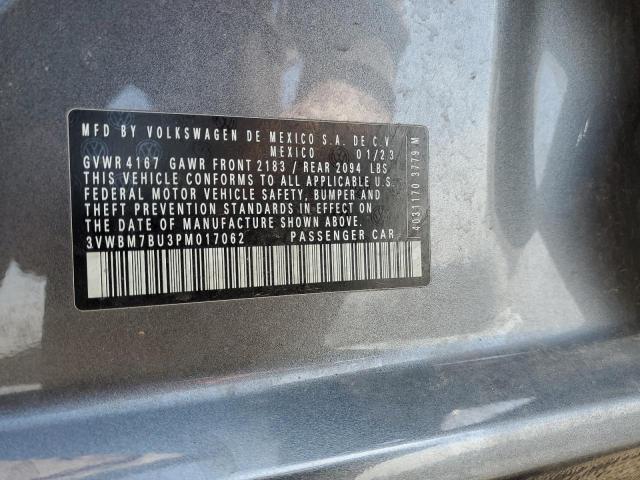 MFD BY VOLKSWAGEN DE MEXICO S.A. DE C.V
MEXICO 01/23
GVWR 4167 GAWR FRONT 2183 / REAR 2094 LBS
THIS VEHICLE CONFORMS TO ALL APPLICABLE U.S.
FEDERAL MOTOR VEHICLE SAFETY, BUMPER AND
THEFT PREVENTION STANDARDS IN EFFECT ON
THE DATE OF MANUFACTURE SHOWN ABOVE.
3VWBM7BU3PM017062 PASSENGER CAR
4031170 3779 M